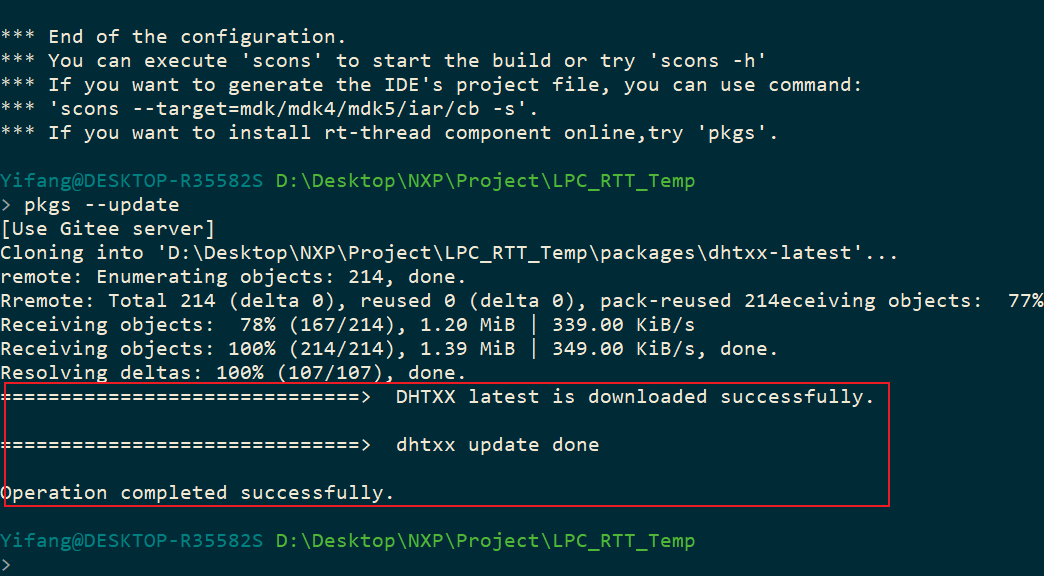 *** End of the configuration.
*** You can execute 'scons' to start the build or try 'scons -h'
*** If you want to generate the IDE's project file, you can use command:
*** 'scons --target=mdk/mdk4/mdk5/iar/cb -s'.
*** If you want to install rt-thread component online,try 'pkgs'.
Yifang@DESKTOP-R35582S D:\Desktop\NXP\Project\LPC_RTT_Temp
> pkgs --update
[Use Gitee server]
Cloning into 'D:\Desktop\NXP\Project\LPC_RTT_Temp\packages\dhtxx-latest'...
remote: Enumerating objects: 214, done.
Rremote: Total 214 (delta 0), reused 0 (delta 0), pack-reused 214eceiving objects:  77%
Receiving objects:  78% (167/214), 1.20 MiB | 339.00 KiB/s
Receiving objects: 100% (214/214), 1.39 MiB | 349.00 KiB/s, done.
Resolving deltas: 100% (107/107), done.
==============================>  DHTXX latest is downloaded successfully.
==============================>  dhtxx update done
Operation completed successfully.
Yifang@DESKTOP-R35582S D:\Desktop\NXP\Project\LPC_RTT_Temp
>